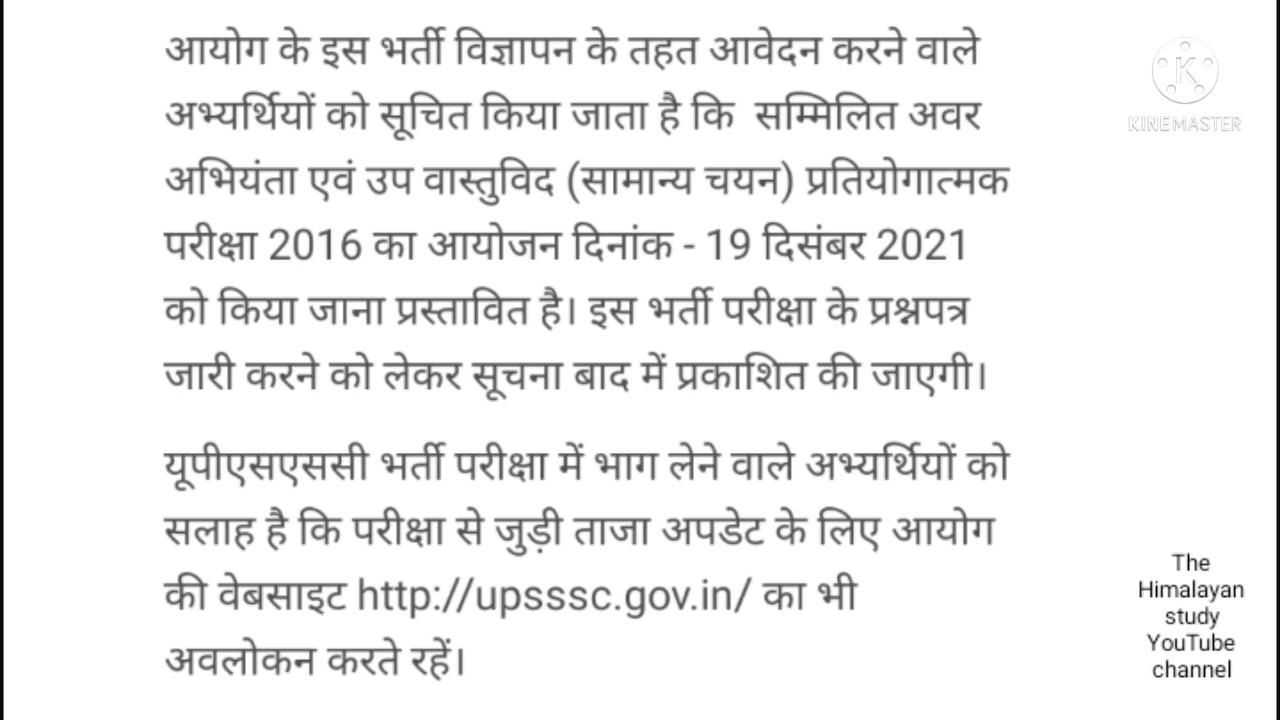 आयोग के इस भर्ती विज्ञापन के तहत आवेदन करने वाले
अभ्यर्थियों को सूचित किया जाता है कि सम्मिलित अवर
अभियंता एवं उप वास्तुविद (सामान्य चयन) प्रतियोगात्मक
परीक्षा 2016 का आयोजन दिनांक - 19 दिसंबर 2021
को किया जाना प्रस्तावित है। इस भर्ती परीक्षा के प्रश्नपत्र
जारी करने को लेकर सूचना बाद में प्रकाशित की जाएगी।
यूपीएसएससी भर्ती परीक्षा में भाग लेने वाले अभ्यर्थियों को
सलाह है कि परीक्षा से जुड़ी ताजा अपडेट के लिए आयोग
की वेबसाइट http://upsssc.gov.in/ का भी
अवलोकन करते रहें।
K
KINEMASTER
The
Himalayan
study
YouTube
channel